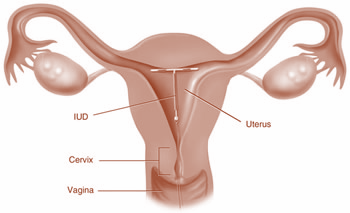 IUD
Uterus
Cervix
Vagina